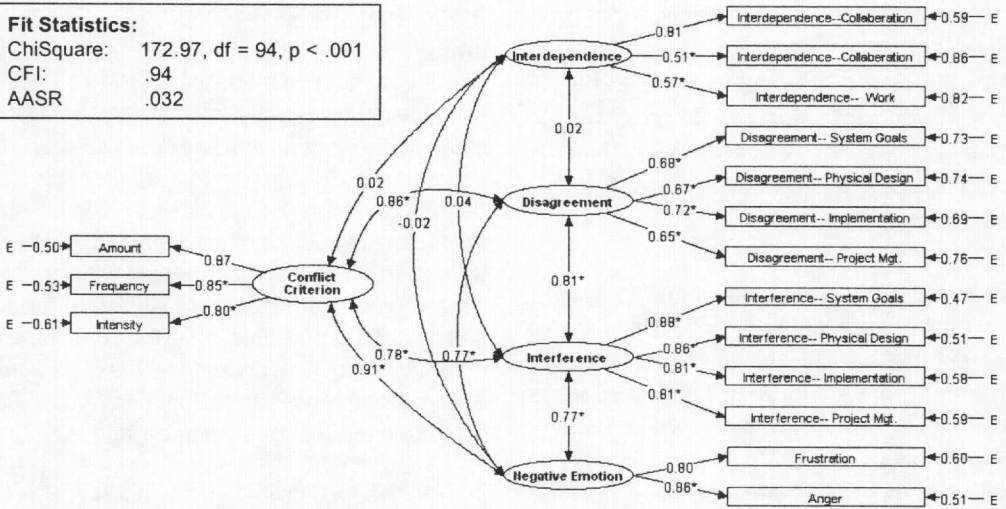 Fit Statistics:
ChiSquare: 172.97, df = 94, p < .001
CFI: .94
AASR .032
Interdependence
Disagreement
Interference
Negative Emotion
Conflict
Criterion
E 0.50 Amount 0.87
E 0.53 Frequency 0.85*
E 0.61 Intensity 0.80*
0.02
0.86*
-0.02
0.04
0.78*
0.77*
0.91*
0.02
0.81*
0.77*
0.81 Interdependence--Collaberation 0.59 E
0.51* Interdependence--Collaberation 0.86 E
0.57* Interdependence-- Work 0.82 E
0.68* Disagreement-- System Goals 0.73 E
0.67* Disagreement-- Physical Design 0.74 E
0.72* Disagreement-- Implementation 0.69 E
0.65* Disagreement-- Project Mgt. 0.76 E
0.88* Interference-- System Goals 0.47 E
0.86* Interference-- Physical Design 0.51 E
0.81* Interference-- Implementation 0.58 E
0.81* Interference-- Project Mgt. 0.59 E
0.80 Frustration 0.60 E
0.86* Anger 0.51 E